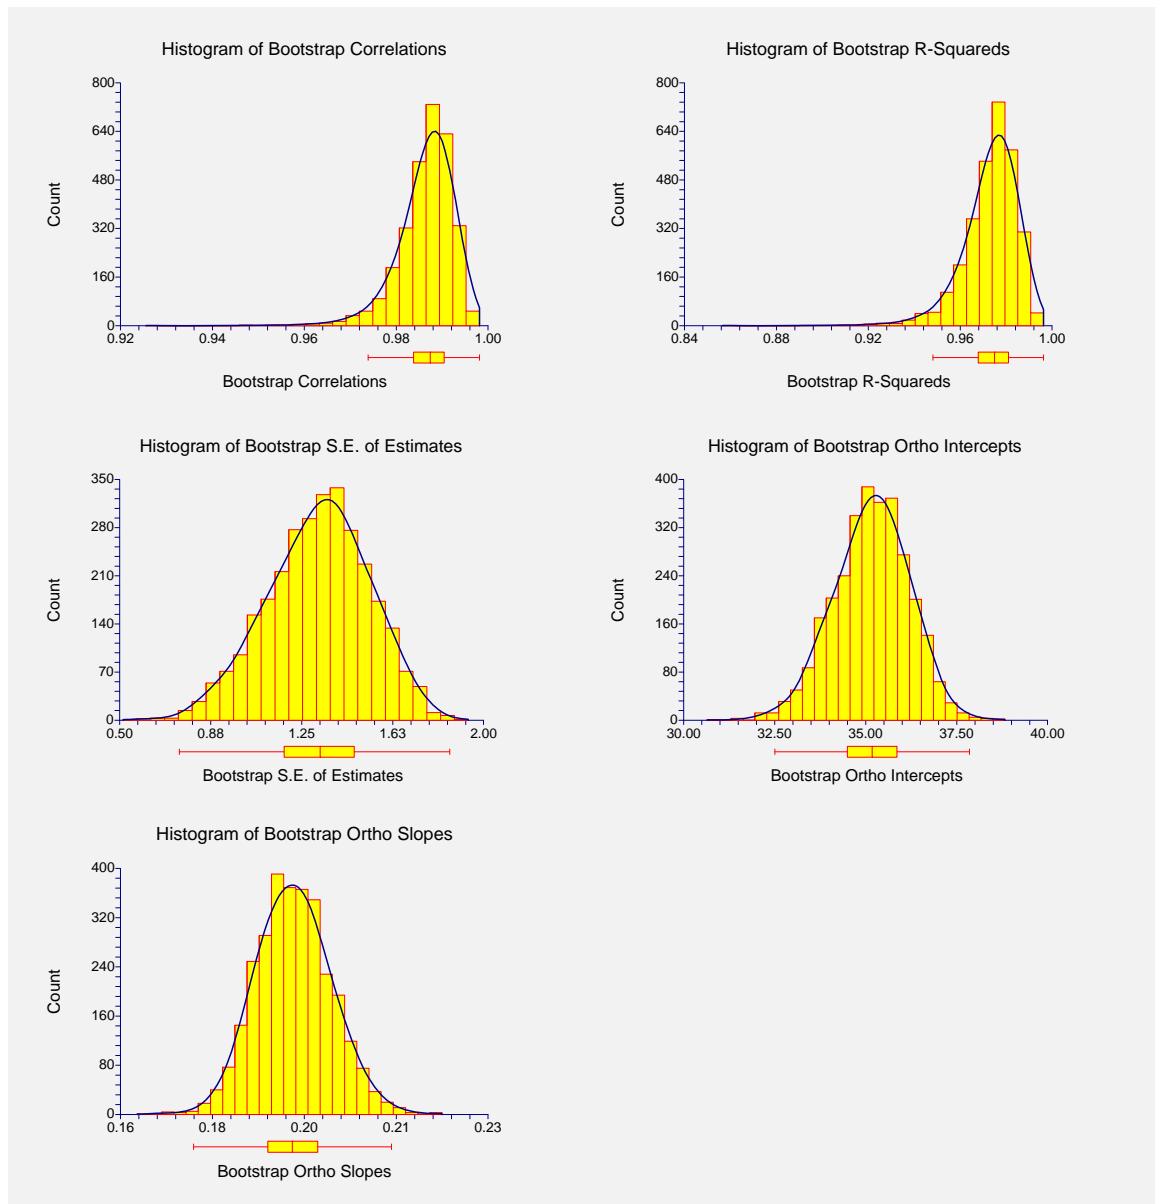 Histogram of Bootstrap Correlations
800
640
480
320
160
0
Count
0.92 0.94 0.96 0.98 1.00
Bootstrap Correlations
Histogram of Bootstrap R-Squareds
800
640
480
320
160
0
Count
0.84 0.88 0.92 0.96 1.00
Bootstrap R-Squareds
Histogram of Bootstrap S.E. of Estimates
350
280
210
140
70
0
Count
0.50 0.88 1.25 1.63 2.00
Bootstrap S.E. of Estimates
Histogram of Bootstrap Ortho Intercepts
400
320
240
160
80
0
Count
30.00 32.50 35.00 37.50 40.00
Bootstrap Ortho Intercepts
Histogram of Bootstrap Ortho Slopes
400
320
240
160
80
0
Count
0.16 0.18 0.20 0.21 0.23
Bootstrap Ortho Slopes